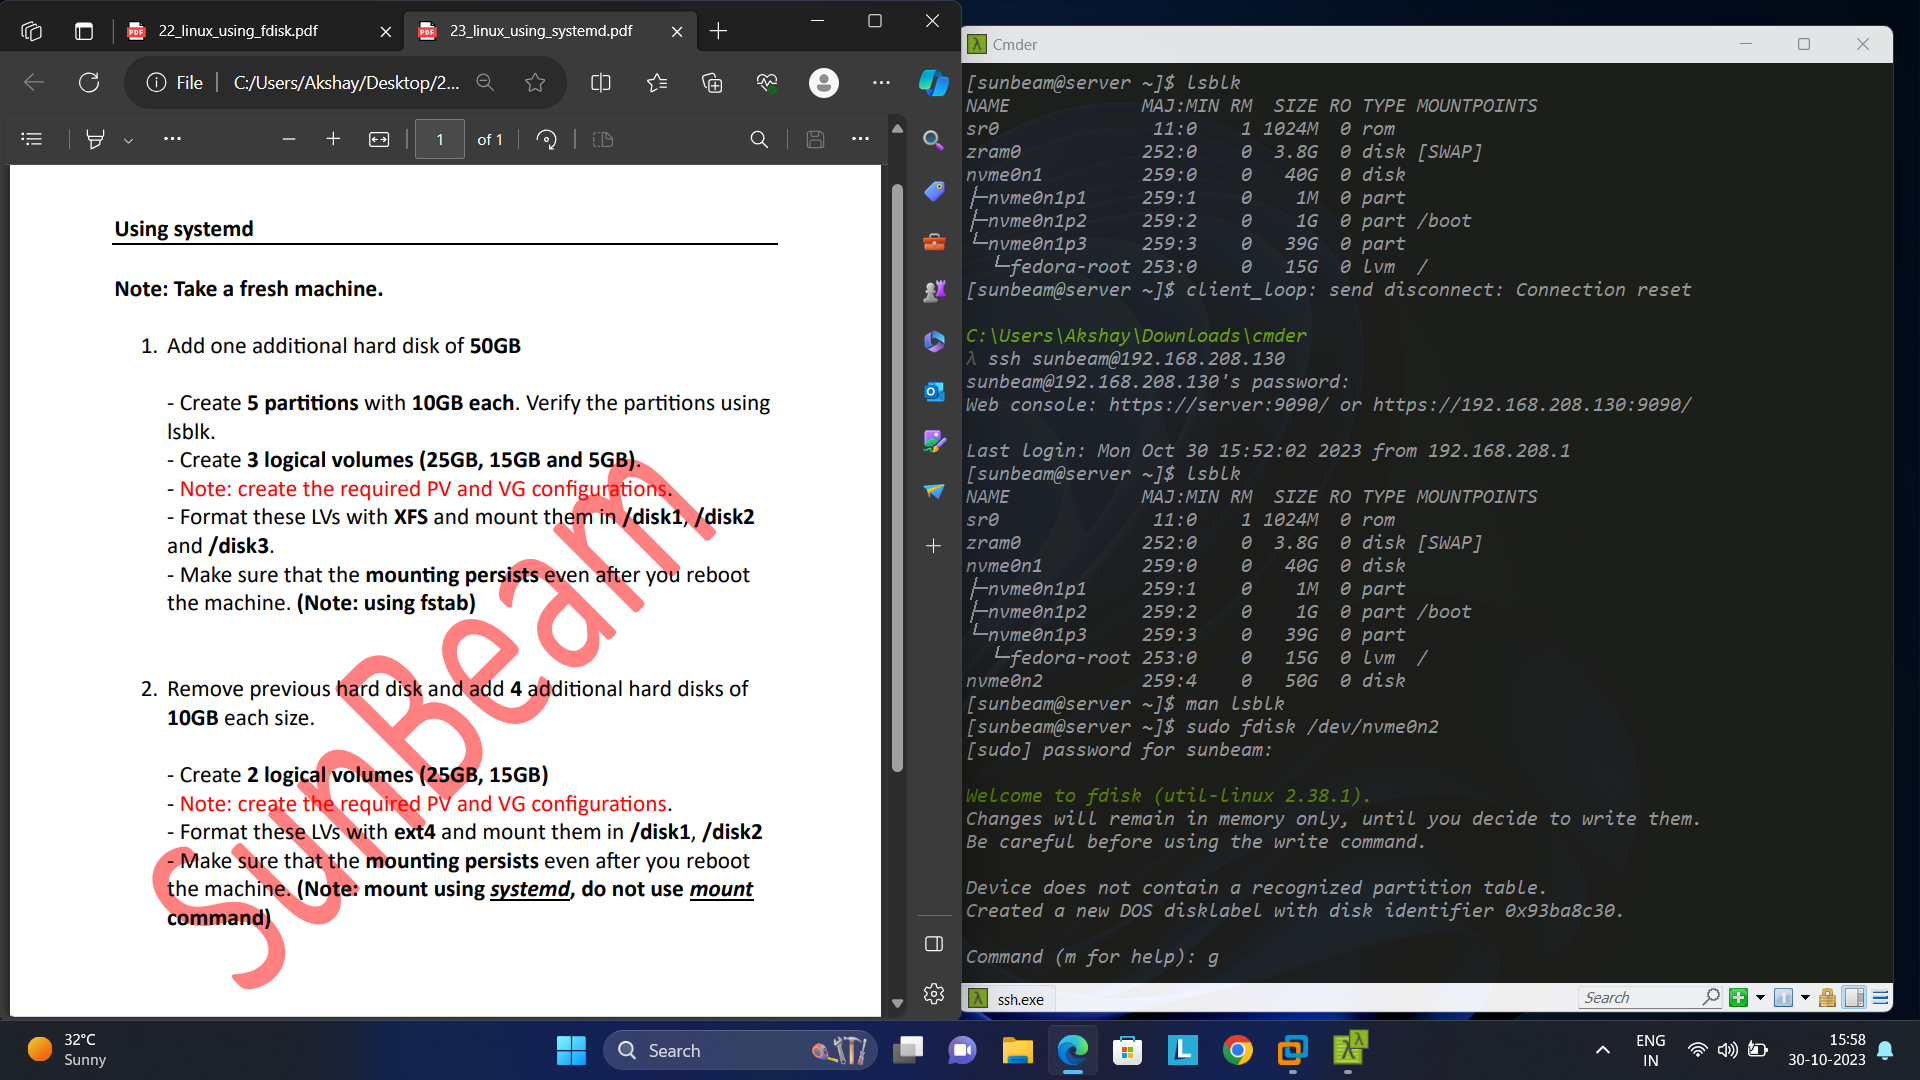 22_linux_using_fdisk.pdf
23_linux_using_systemd.pdf
File
C:/Users/Akshay/Desktop/2...
1
of 1
Using systemd
Note: Take a fresh machine.
1. Add one additional hard disk of 50GB
- Create 5 partitions with 10GB each. Verify the partitions using
lsblk.
- Create 3 logical volumes (25GB, 15GB and 5GB).
- Note: create the required PV and VG configurations.
- Format these LVs with XFS and mount them in /disk1, /disk2
and /disk3.
- Make sure that the mounting persists even after you reboot
the machine. (Note: using fstab)
2. Remove previous hard disk and add 4 additional hard disks of
10GB each size.
- Create 2 logical volumes (25GB, 15GB)
- Note: create the required PV and VG configurations.
- Format these LVs with ext4 and mount them in /disk1, /disk2
- Make sure that the mounting persists even after you reboot
the machine. (Note: mount using systemd, do not use mount
command)
SunBeam
Cmder
[sunbeam@server ~]$ lsblk
NAME MAJ:MIN RM SIZE RO TYPE MOUNTPOINTS
sr0 11:0 1 1024M 0 rom
zram0 252:0 0 3.8G 0 disk [SWAP]
nvme0n1 259:0 0 40G 0 disk
├─nvme0n1p1 259:1 0 1M 0 part
├─nvme0n1p2 259:2 0 1G 0 part /boot
└─nvme0n1p3 259:3 0 39G 0 part
└─fedora-root 253:0 0 15G 0 lvm /
[sunbeam@server ~]$ client_loop: send disconnect: Connection reset
C:\Users\Akshay\Downloads\cmder
λ ssh sunbeam@192.168.208.130
sunbeam@192.168.208.130's password:
Web console: https://server:9090/ or https://192.168.208.130:9090/
Last login: Mon Oct 30 15:52:02 2023 from 192.168.208.1
[sunbeam@server ~]$ lsblk
NAME MAJ:MIN RM SIZE RO TYPE MOUNTPOINTS
sr0 11:0 1 1024M 0 rom
zram0 252:0 0 3.8G 0 disk [SWAP]
nvme0n1 259:0 0 40G 0 disk
├─nvme0n1p1 259:1 0 1M 0 part
├─nvme0n1p2 259:2 0 1G 0 part /boot
└─nvme0n1p3 259:3 0 39G 0 part
└─fedora-root 253:0 0 15G 0 lvm /
nvme0n2 259:4 0 50G 0 disk
[sunbeam@server ~]$ man lsblk
[sunbeam@server ~]$ sudo fdisk /dev/nvme0n2
[sudo] password for sunbeam:
Welcome to fdisk (util-linux 2.38.1).
Changes will remain in memory only, until you decide to write them.
Be careful before using the write command.
Device does not contain a recognized partition table.
Created a new DOS disklabel with disk identifier 0x93ba8c30.
Command (m for help): g
ssh.exe
Search
32°C
Sunny
Search
ENG
IN
15:58
30-10-2023